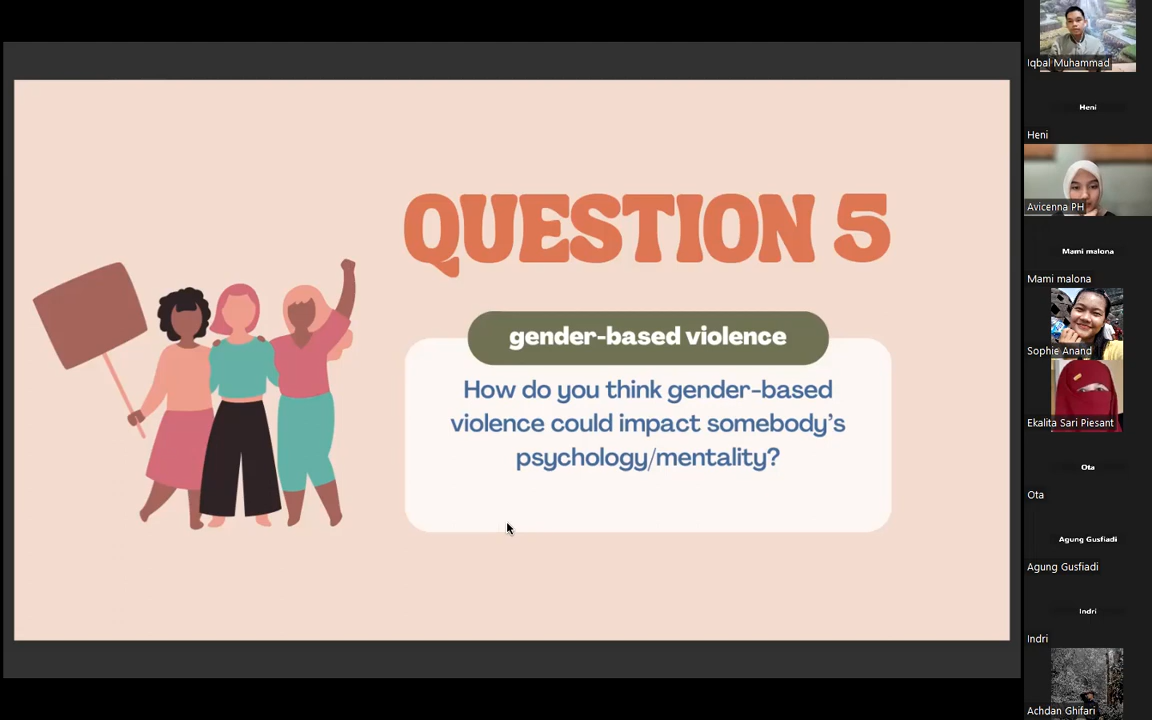 QUESTION 5
gender-based violence
How do you think gender-based
violence could impact somebody's
psychology/mentality?
Iqbal Muhammad
Heni
Heni
Avicenna PH
Mami malona
Mami malona
Sophie Anand
Ekalita Sari Piesant
Ota
Ota
Agung Gusfiadi
Agung Gusfiadi
Indri
Indri
Achdan Ghifari